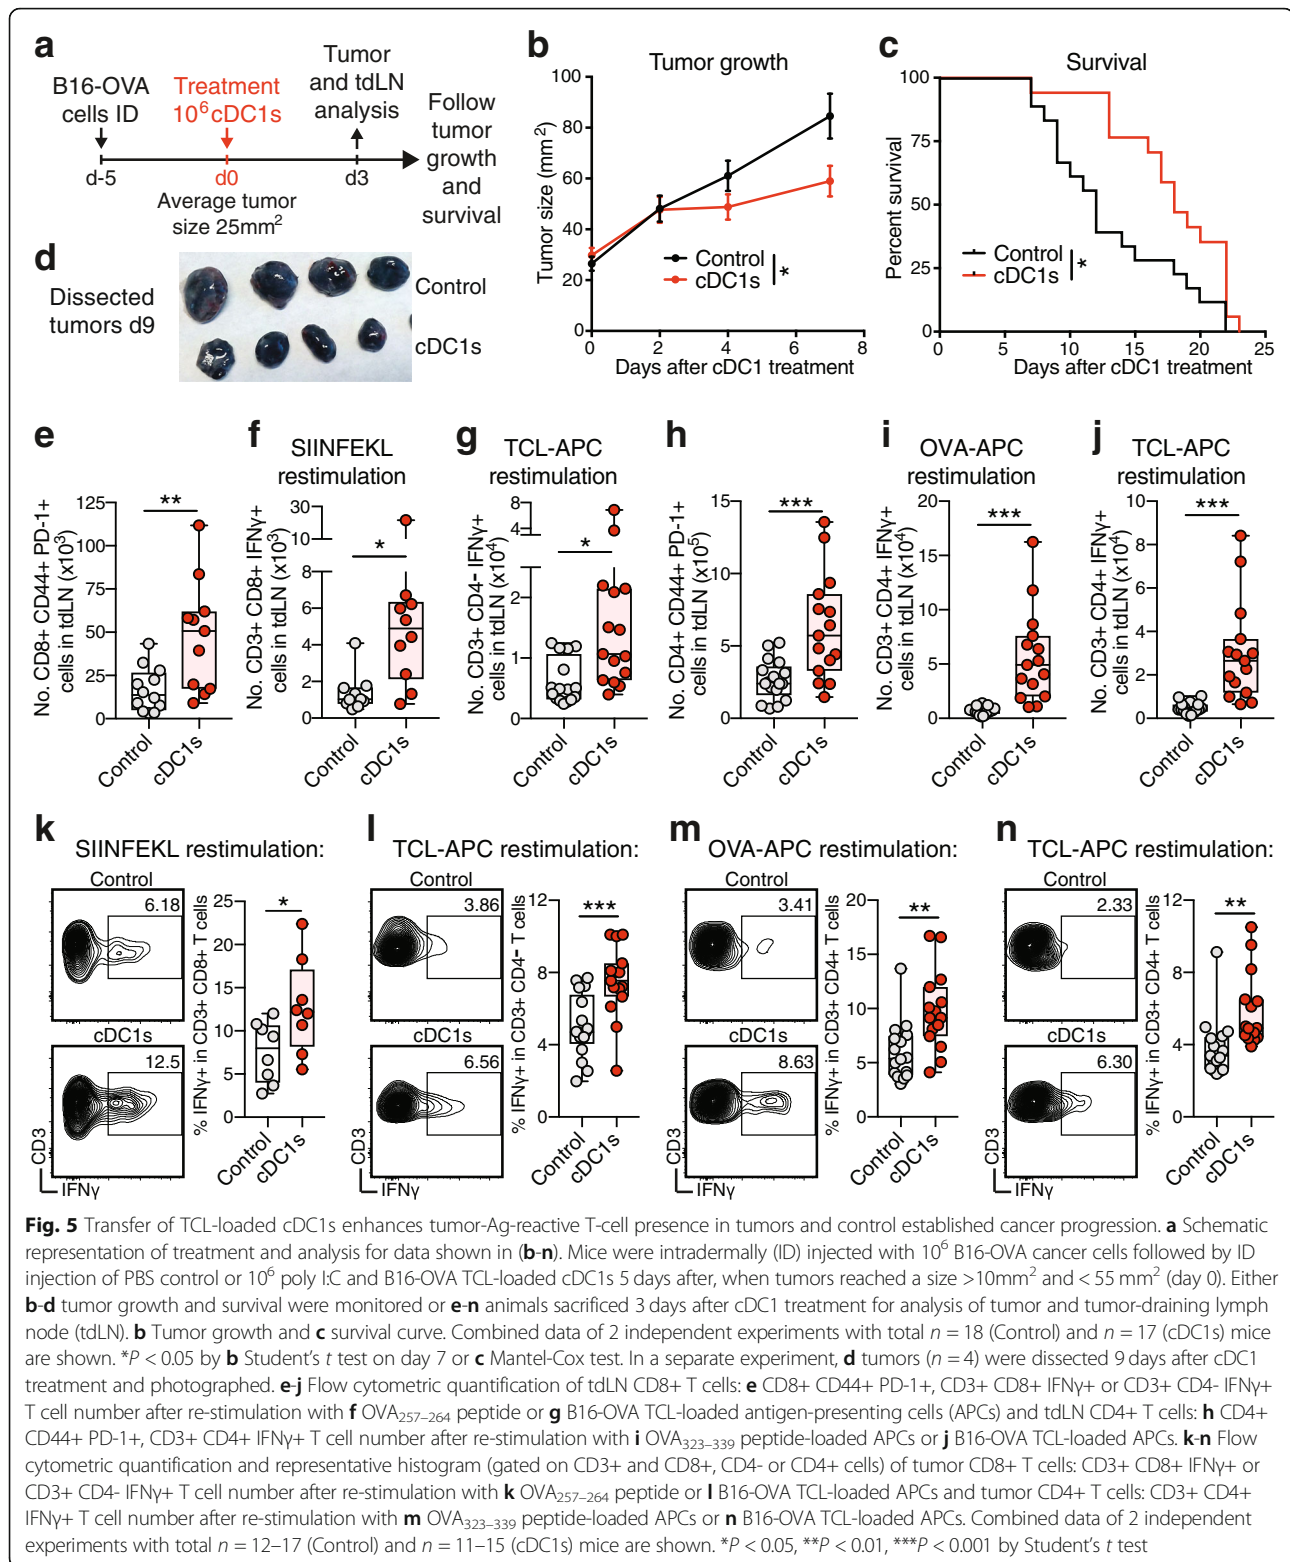 a
B16-OVA
cells ID
Treatment
10⁶ cDC1s
Tumor
and tdLN
analysis
Follow
tumor
growth
and
survival
d-5
d0
d3
Average tumor
size 25mm²
b
Tumor growth
Tumor size (mm²)
100
80
60
40
20
0
0 2 4 6 8
Days after cDC1 treatment
Control
cDC1s
*
c
Survival
Percent survival
100
75
50
25
0
0 5 10 15 20 25
Days after cDC1 treatment
Control
cDC1s
*
d
Dissected
tumors d9
Control
cDC1s
e
No. CD8+ CD44+ PD-1+
cells in tdLN (x10³)
125
100
75
50
25
0
**
Control
cDC1s
f
SIINFEKL
restimulation
No. CD3+ CD8+ IFNγ+
cells in tdLN (x10³)
30
10
8
6
4
2
0
*
Control
cDC1s
g
TCL-APC
restimulation
No. CD3+ CD4- IFNγ+
cells in tdLN (x10⁴)
8
4
2
1
0
*
Control
cDC1s
h
No. CD4+ CD44+ PD-1+
cells in tdLN (x10⁵)
15
10
5
0
***
Control
cDC1s
i
OVA-APC
restimulation
No. CD3+ CD4+ IFNγ+
cells in tdLN (x10⁴)
20
15
10
5
0
***
Control
cDC1s
j
TCL-APC
restimulation
No. CD3+ CD4+ IFNγ+
cells in tdLN (x10⁴)
10
8
6
4
2
0
***
Control
cDC1s
k
SIINFEKL restimulation:
Control
6.18
cDC1s
12.5
CD3
IFNγ
% IFNγ+ in CD3+ CD8+ T cells
25
20
15
10
5
0
*
Control
cDC1s
l
TCL-APC restimulation:
Control
3.86
cDC1s
6.56
IFNγ
% IFNγ+ in CD3+ CD4- T cells
12
8
4
0
***
Control
cDC1s
m
OVA-APC restimulation:
Control
3.41
cDC1s
8.63
CD3
IFNγ
% IFNγ+ in CD3+ CD4+ T cells
20
15
10
5
0
**
Control
cDC1s
n
TCL-APC restimulation:
Control
2.33
cDC1s
6.30
CD3
IFNγ
% IFNγ+ in CD3+ CD4+ T cells
12
8
4
0
**
Control
cDC1s
Fig. 5 Transfer of TCL-loaded cDC1s enhances tumor-Ag-reactive T-cell presence in tumors and control established cancer progression. a Schematic
representation of treatment and analysis for data shown in (b-n). Mice were intradermally (ID) injected with 10⁶ B16-OVA cancer cells followed by ID
injection of PBS control or 10⁶ poly I:C and B16-OVA TCL-loaded cDC1s 5 days after, when tumors reached a size >10mm² and < 55 mm² (day 0). Either
b-d tumor growth and survival were monitored or e-n animals sacrificed 3 days after cDC1 treatment for analysis of tumor and tumor-draining lymph
node (tdLN). b Tumor growth and c survival curve. Combined data of 2 independent experiments with total n = 18 (Control) and n = 17 (cDC1s) mice
are shown. *P < 0.05 by b Student's t test on day 7 or c Mantel-Cox test. In a separate experiment, d tumors (n = 4) were dissected 9 days after cDC1
treatment and photographed. e-j Flow cytometric quantification of tdLN CD8+ T cells: e CD8+ CD44+ PD-1+, CD3+ CD8+ IFNγ+ or CD3+ CD4- IFNγ+
T cell number after re-stimulation with f OVA₂₅₇₋₂₆₄ peptide or g B16-OVA TCL-loaded antigen-presenting cells (APCs) and tdLN CD4+ T cells: h CD4+
CD44+ PD-1+, CD3+ CD4+ IFNγ+ T cell number after re-stimulation with i OVA₃₂₃₋₃₃₉ peptide-loaded APCs or j B16-OVA TCL-loaded APCs. k-n Flow
cytometric quantification and representative histogram (gated on CD3+ and CD8+, CD4- or CD4+ cells) of tumor CD8+ T cells: CD3+ CD8+ IFNγ+ or
CD3+ CD4- IFNγ+ T cell number after re-stimulation with k OVA₂₅₇₋₂₆₄ peptide or l B16-OVA TCL-loaded APCs and tumor CD4+ T cells: CD3+ CD4+
IFNγ+ T cell number after re-stimulation with m OVA₃₂₃₋₃₃₉ peptide-loaded APCs or n B16-OVA TCL-loaded APCs. Combined data of 2 independent
experiments with total n = 12–17 (Control) and n = 11–15 (cDC1s) mice are shown. *P < 0.05, **P < 0.01, ***P < 0.001 by Student's t test